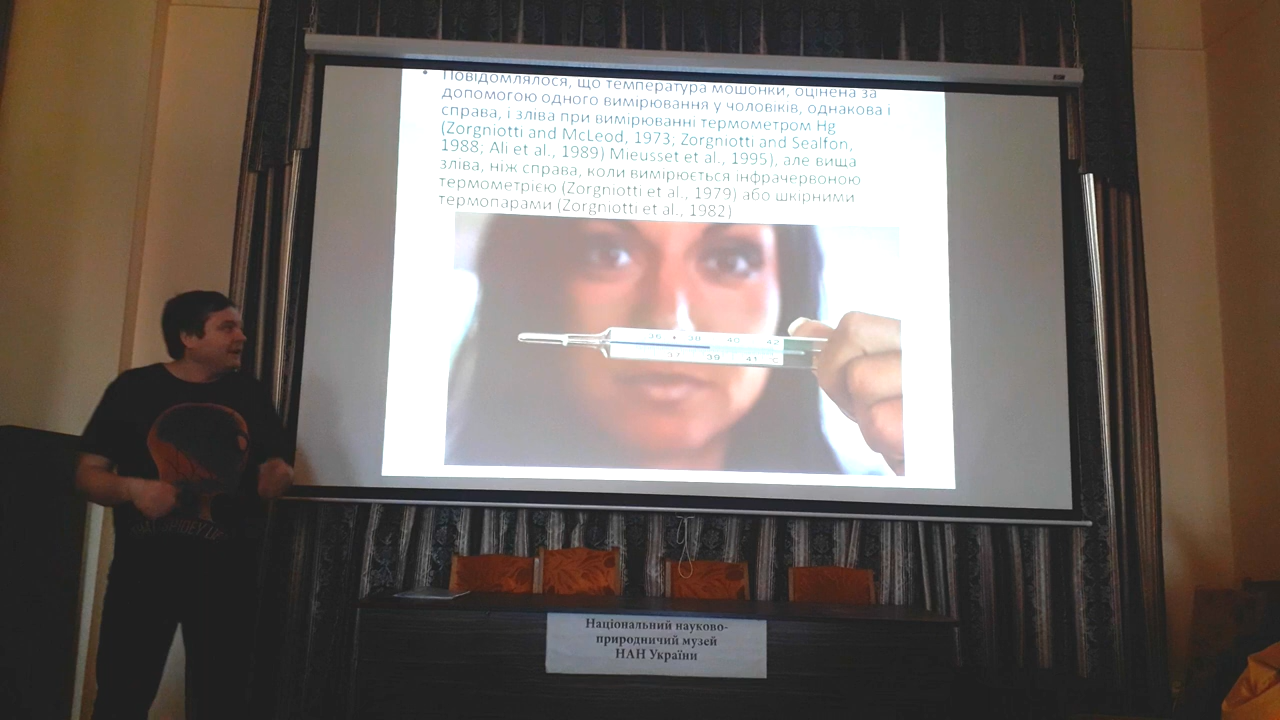 • Повідомлялося, що температура мошонки, оцінена за
допомогою одного вимірювання у чоловіків, однакова і
справа, і зліва при вимірюванні термометром Hg
(Zorgniotti and McLeod, 1973; Zorgniotti and Sealfon,
1988; Ali et al., 1989) Mieusset et al., 1995), але вища
зліва, ніж справа, коли вимірюється інфрачервоною
термометрією (Zorgniotti et al., 1979) або шкірними
термопарами (Zorgniotti et al., 1982)
36 38 40 42
37 39 41 °C
Національний науково-
природничий музей
НАН України